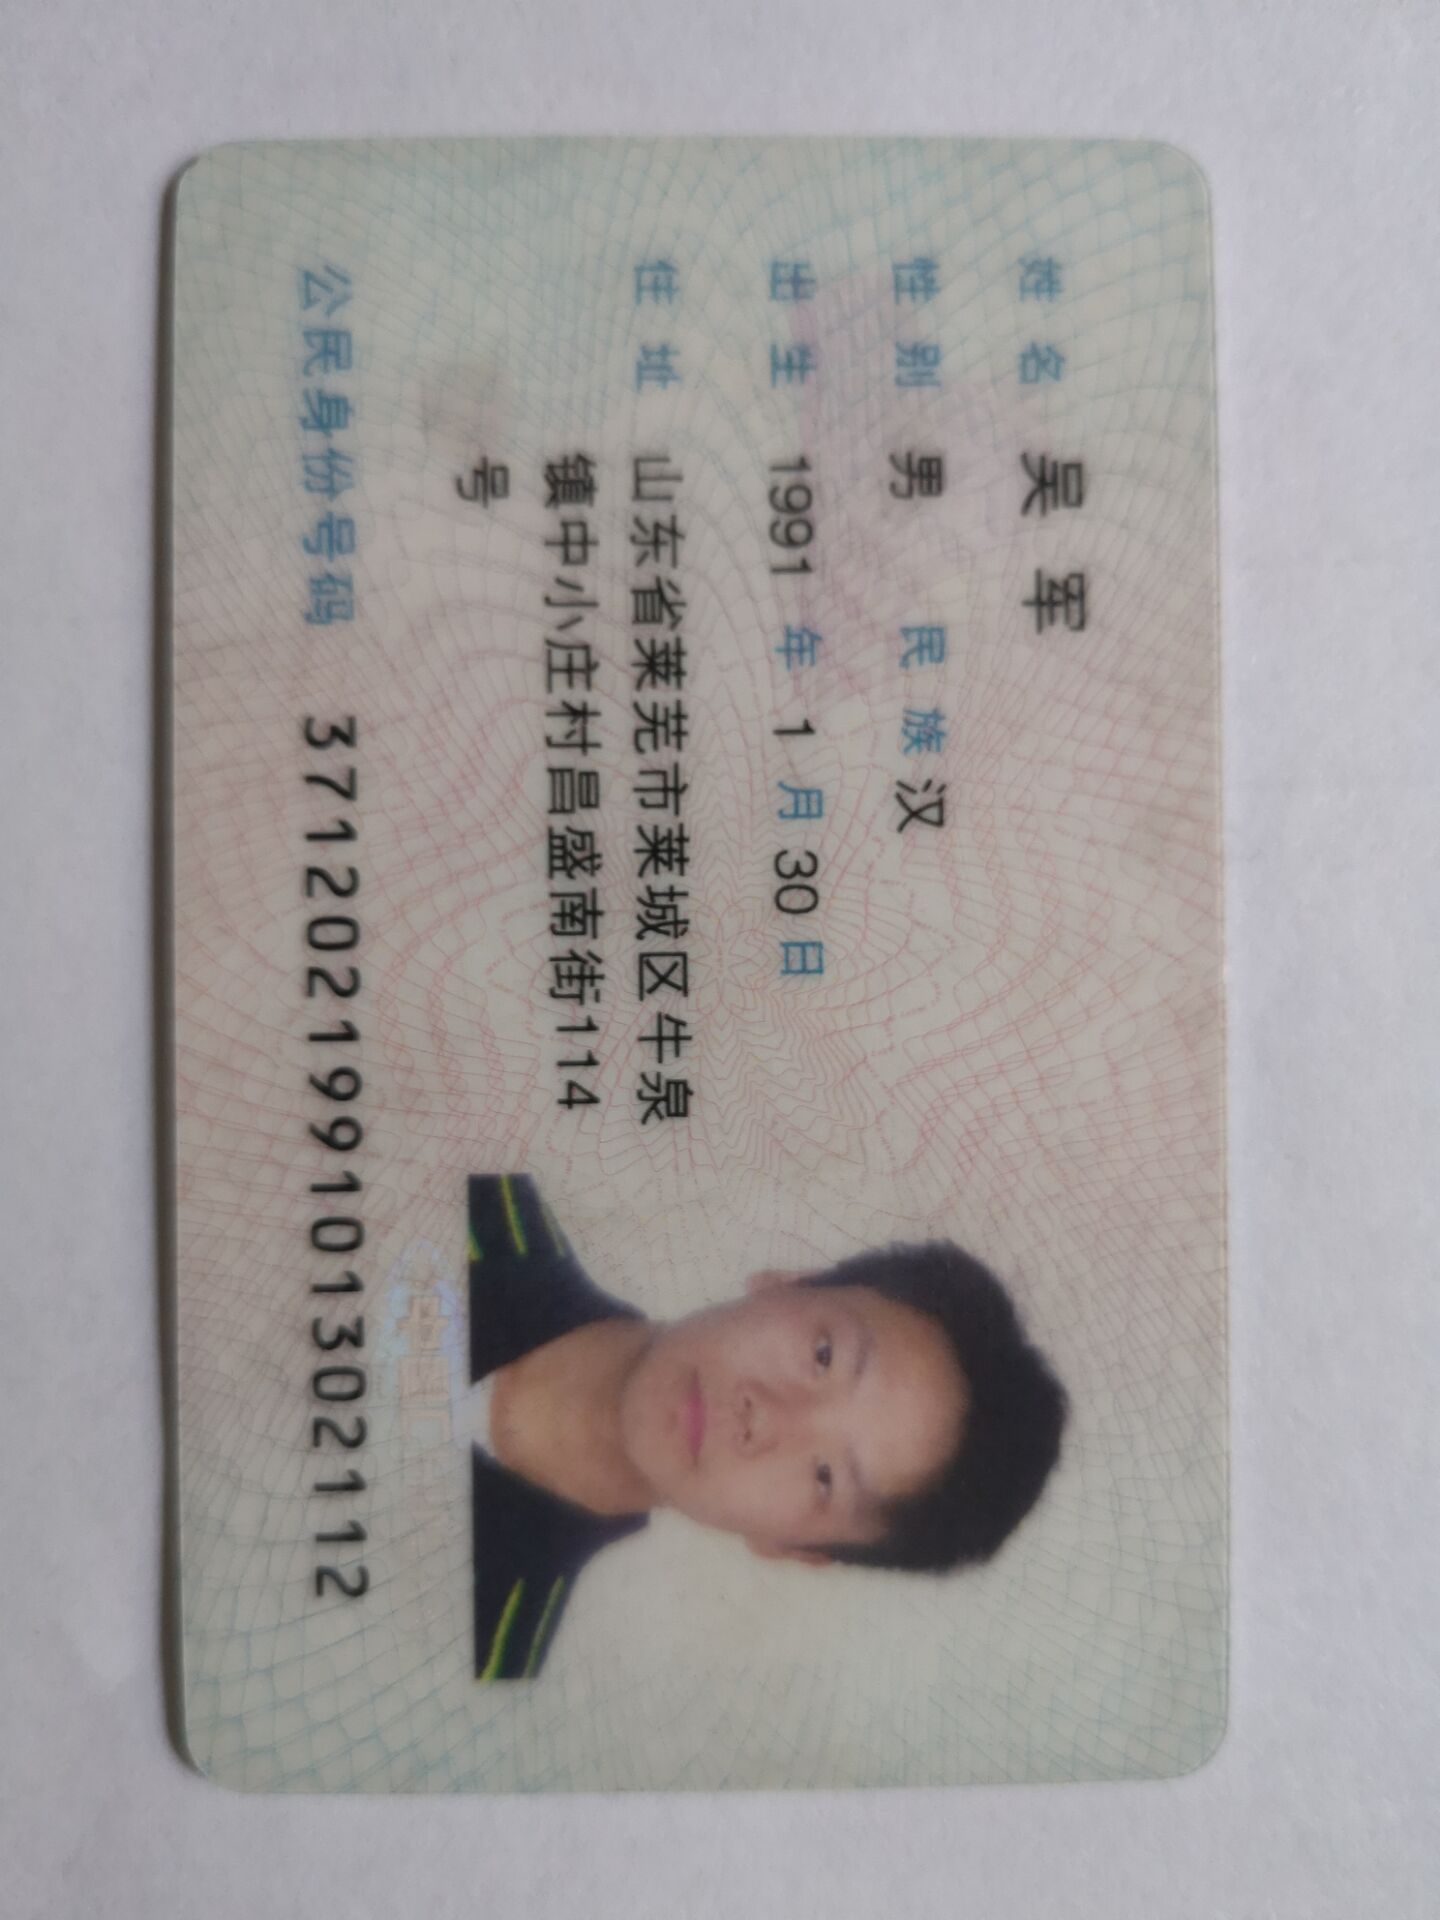 姓名 吴军
性别 男 民族 汉
出生 1991 年 1 月 30 日
住址 山东省莱芜市莱城区牛泉
镇中小庄村昌盛南街114
号
公民身份号码 371202199101302112